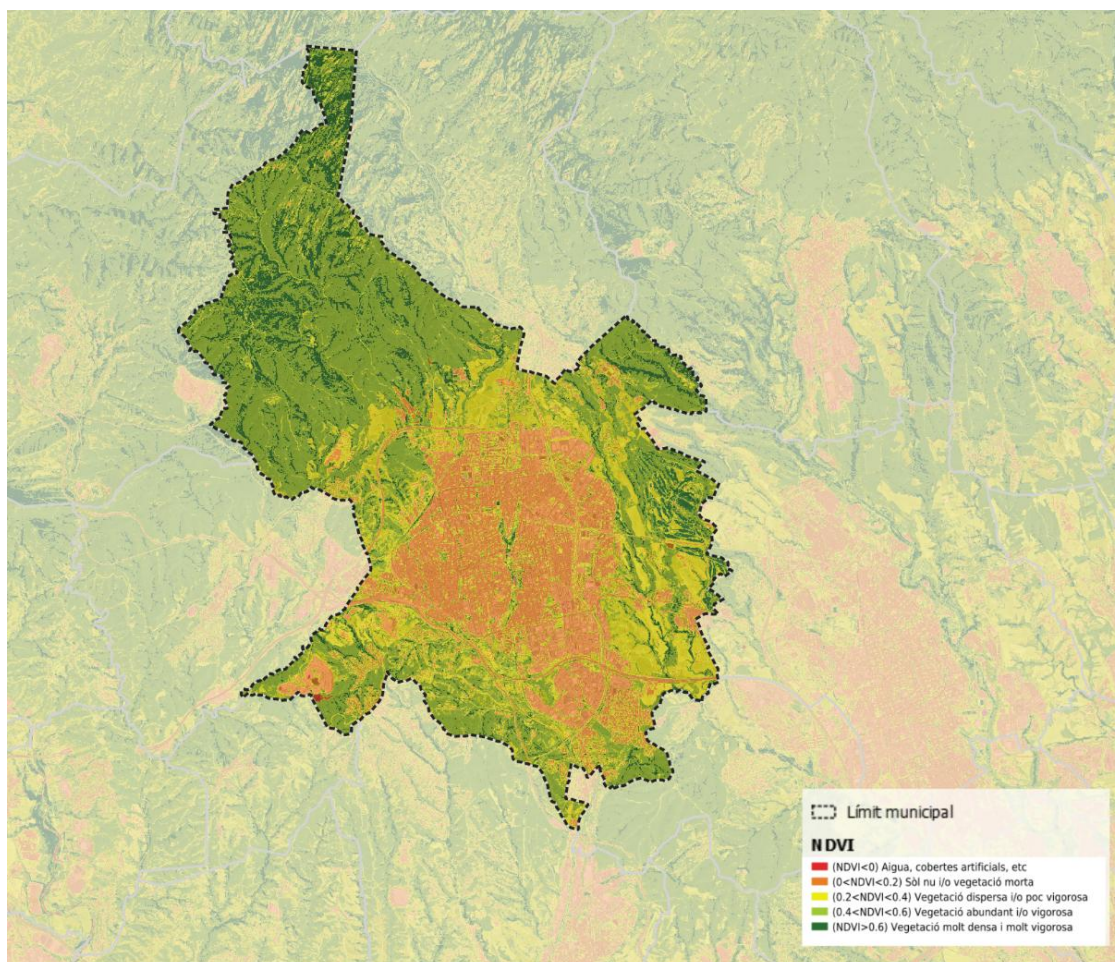 Límit municipal
NDVI
(NDVI<0) Aigua, cobertes artificials, etc
(0<NDVI<0.2) Sòl nu i/o vegetació morta
(0.2<NDVI<0.4) Vegetació dispersa i/o poc vigorosa
(0.4<NDVI<0.6) Vegetació abundant i/o vigorosa
(NDVI>0.6) Vegetació molt densa i molt vigorosa